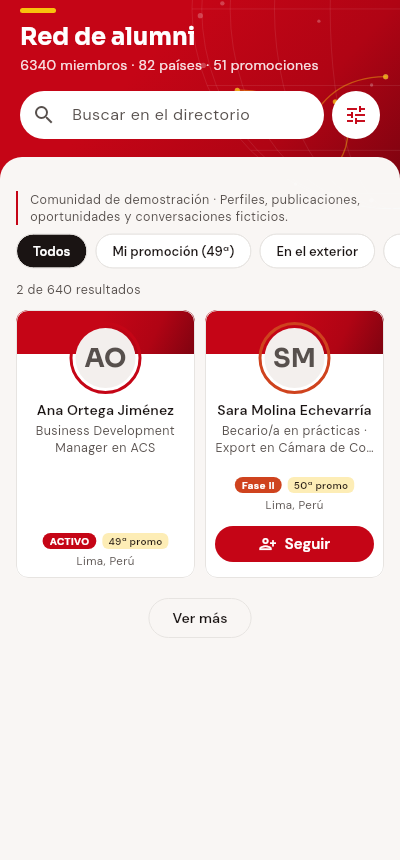 Red de alumni
6340 miembros · 82 países · 51 promociones
Buscar en el directorio
Comunidad de demostración · Perfiles, publicaciones,
oportunidades y conversaciones ficticios.
Todos
Mi promoción (49ª)
En el exterior
2 de 640 resultados
AO
Ana Ortega Jiménez
Business Development
Manager en ACS
ACTIVO
49ª promo
Lima, Perú
SM
Sara Molina Echevarría
Becario/a en prácticas ·
Export en Cámara de Co...
Fase II
50ª promo
Lima, Perú
Seguir
Ver más